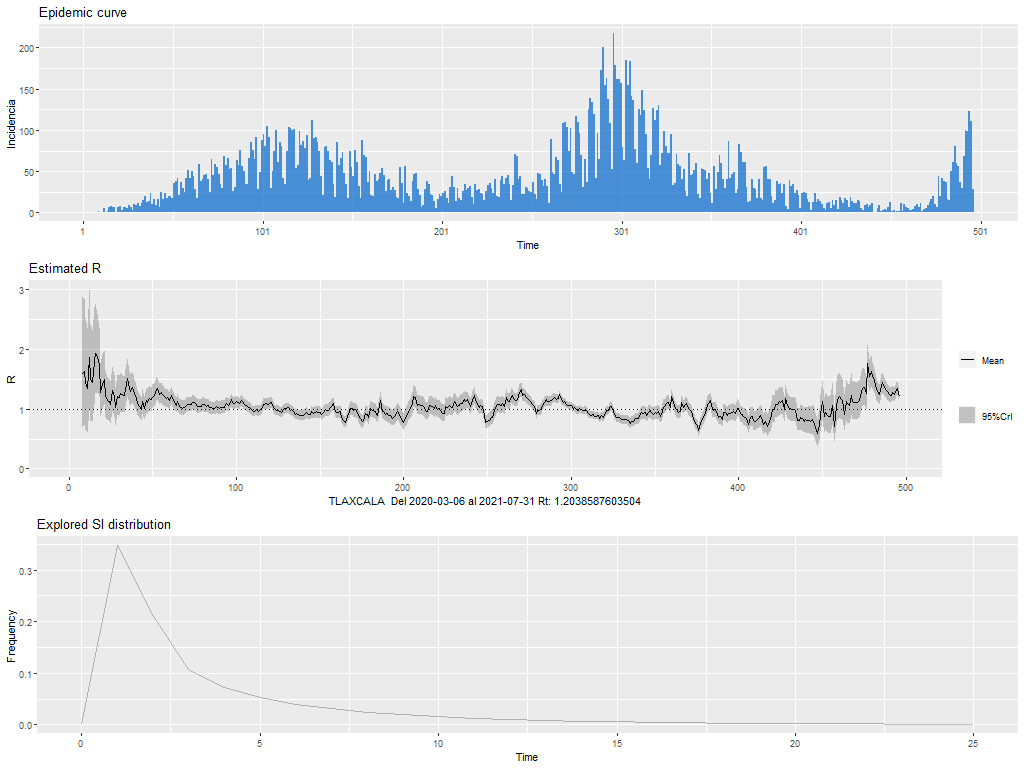 Epidemic curve
200
150
100
50
0
Incidencia
1
101
201
301
401
501
Time
Estimated R
3
2
1
0
R
0
100
200
300
400
500
TLAXCALA Del 2020-03-06 al 2021-07-31 Rt: 1.2038587603504
Mean
95%CrI
Explored SI distribution
0.3
0.2
0.1
0.0
Frequency
0
5
10
15
20
25
Time